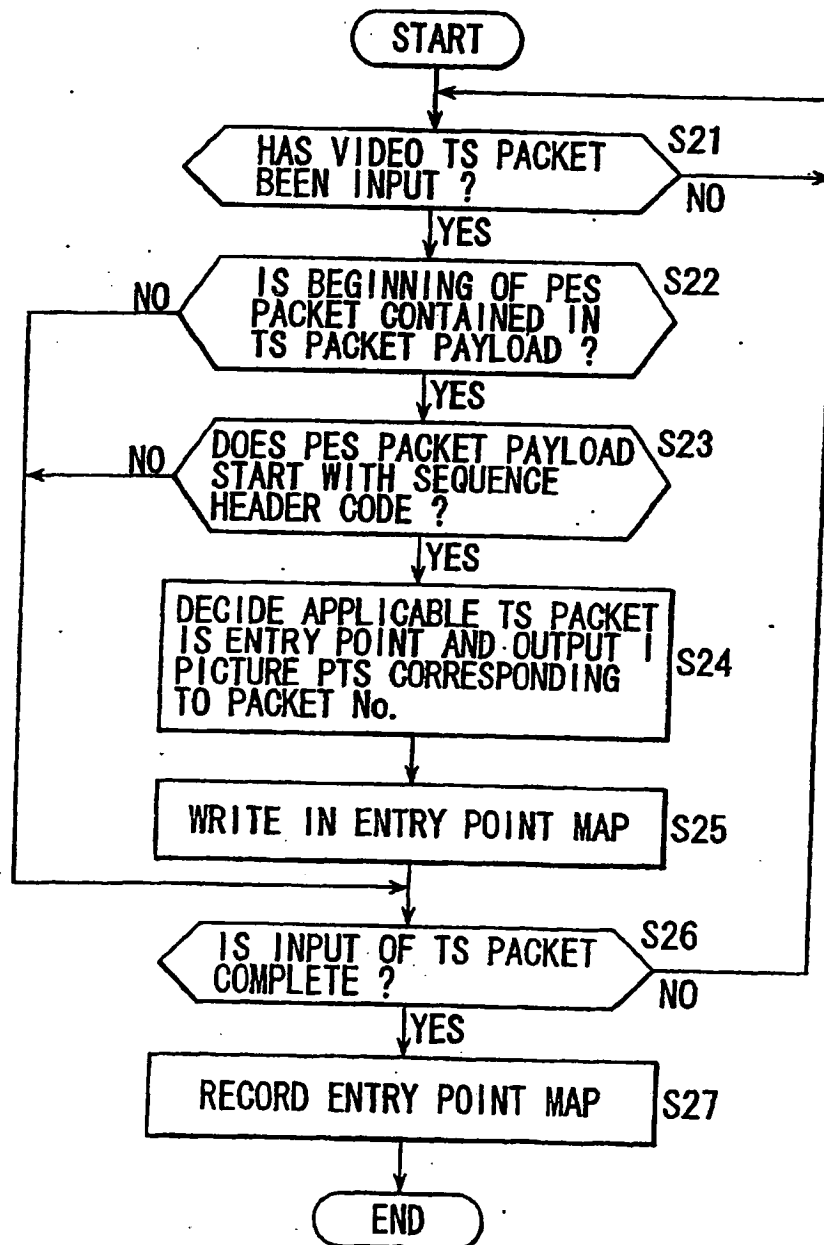 START
HAS VIDEO TS PACKET
BEEN INPUT ?
S21
NO
YES
IS BEGINNING OF PES
PACKET CONTAINED IN
TS PACKET PAYLOAD ?
S22
NO
YES
DOES PES PACKET PAYLOAD
START WITH SEQUENCE
HEADER CODE ?
S23
NO
YES
DECIDE APPLICABLE TS PACKET
IS ENTRY POINT AND OUTPUT I
PICTURE PTS CORRESPONDING
TO PACKET No.
S24
WRITE IN ENTRY POINT MAP
S25
IS INPUT OF TS PACKET
COMPLETE ?
S26
NO
YES
RECORD ENTRY POINT MAP
S27
END